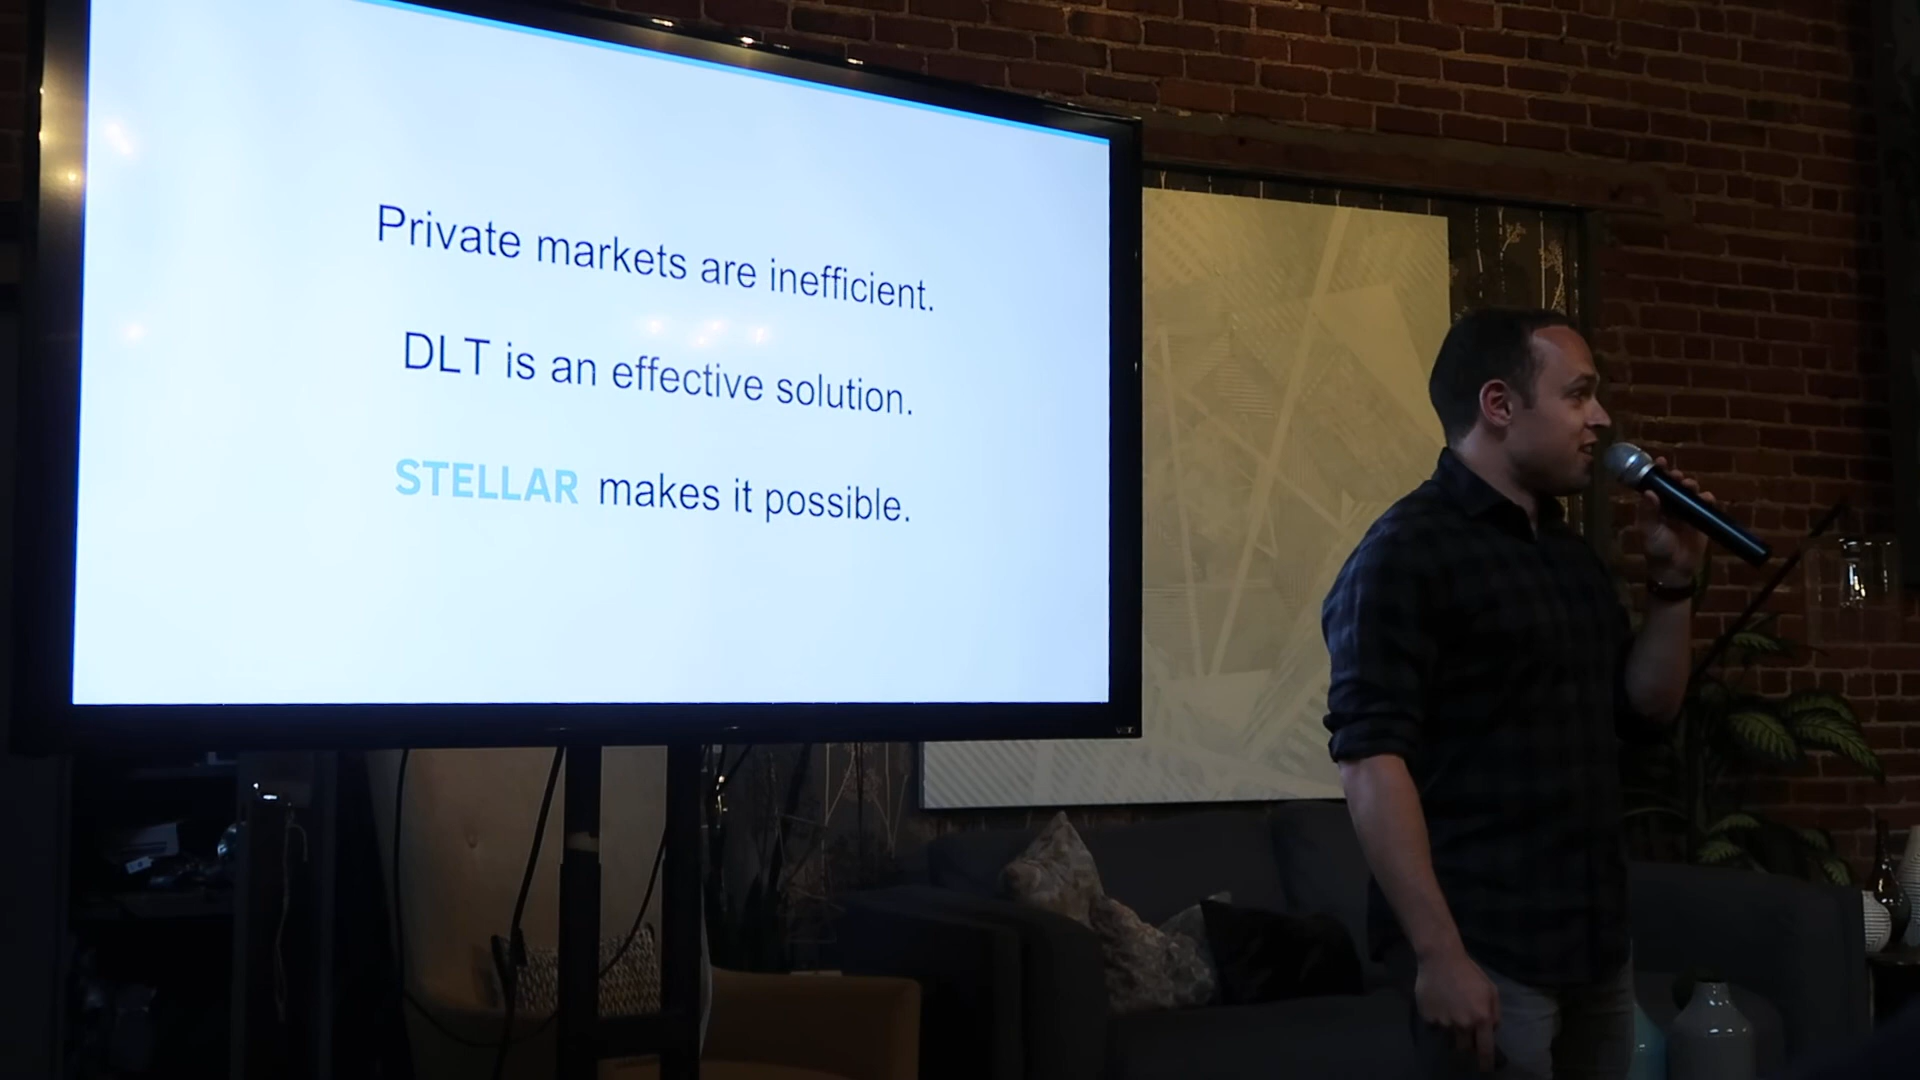 Private markets are inefficient.
DLT is an effective solution.
STELLAR makes it possible.